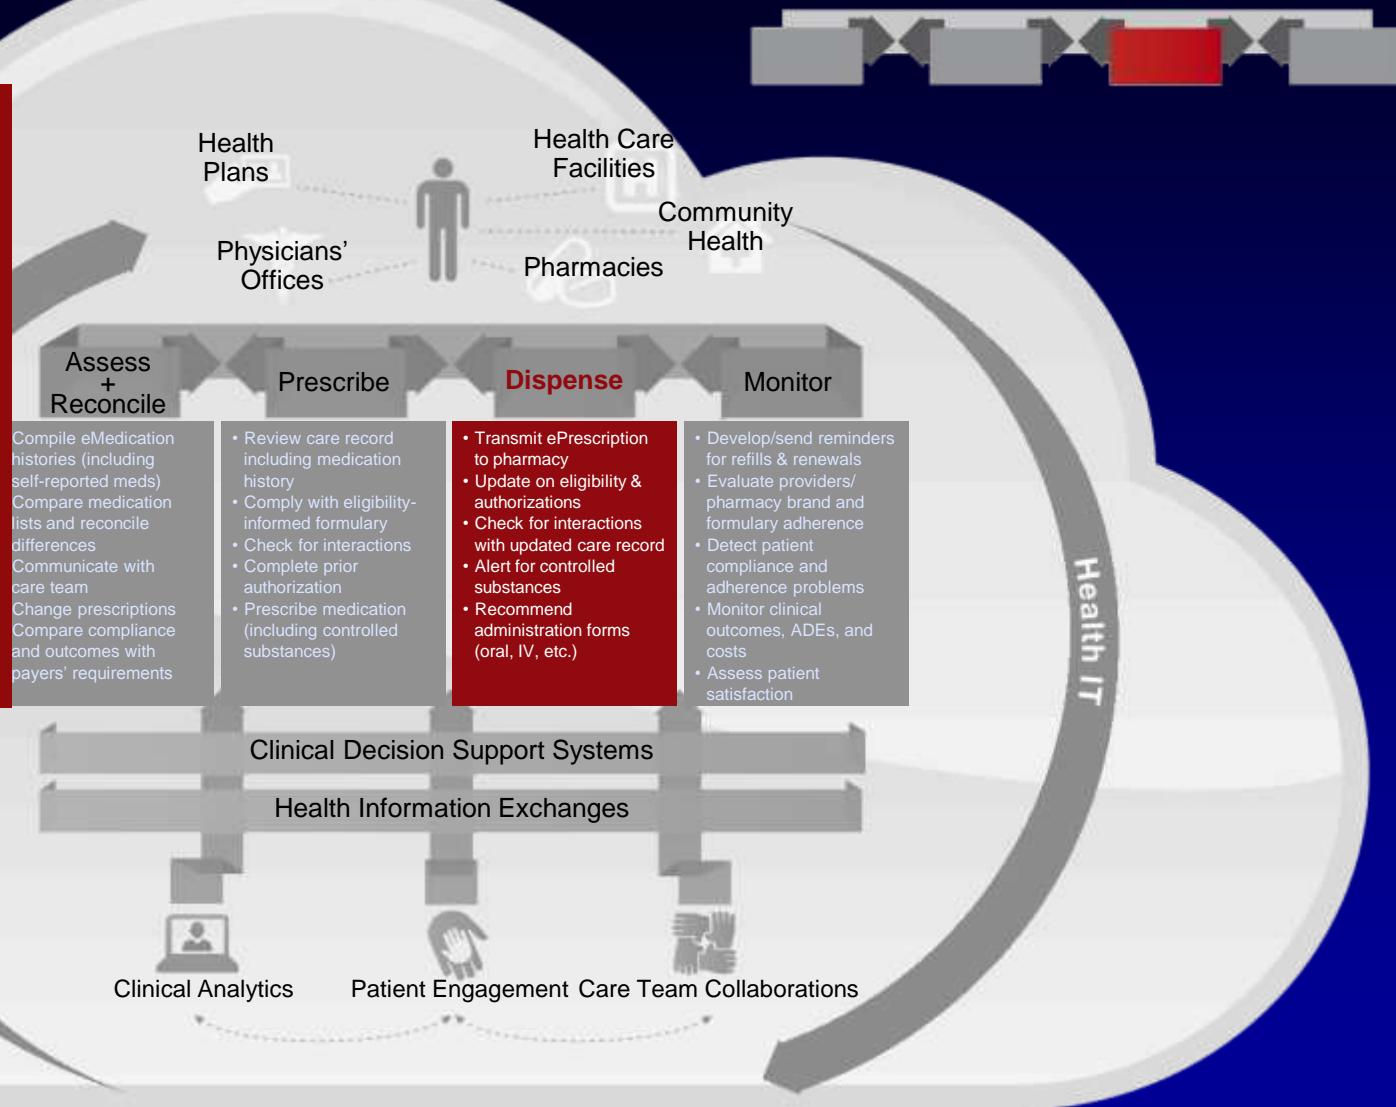 Health
Plans
Health Care
Facilities
Community
Health
Physicians’
Offices
Pharmacies
Assess
+
Reconcile
Prescribe
Dispense
Monitor
Compile eMedication
histories (including
self-reported meds)
Compare medication
lists and reconcile
differences
Communicate with
care team
Change prescriptions
Compare compliance
and outcomes with
payers’ requirements
• Review care record
including medication
history
• Comply with eligibility-
informed formulary
• Check for interactions
• Complete prior
authorization
• Prescribe medication
(including controlled
substances)
• Transmit ePrescription
to pharmacy
• Update on eligibility &
authorizations
• Check for interactions
with updated care record
• Alert for controlled
substances
• Recommend
administration forms
(oral, IV, etc.)
• Develop/send reminders
for refills & renewals
• Evaluate providers/
pharmacy brand and
formulary adherence
• Detect patient
compliance and
adherence problems
• Monitor clinical
outcomes, ADEs, and
costs
• Assess patient
satisfaction
Health IT
Clinical Decision Support Systems
Health Information Exchanges
Clinical Analytics
Patient Engagement
Care Team Collaborations